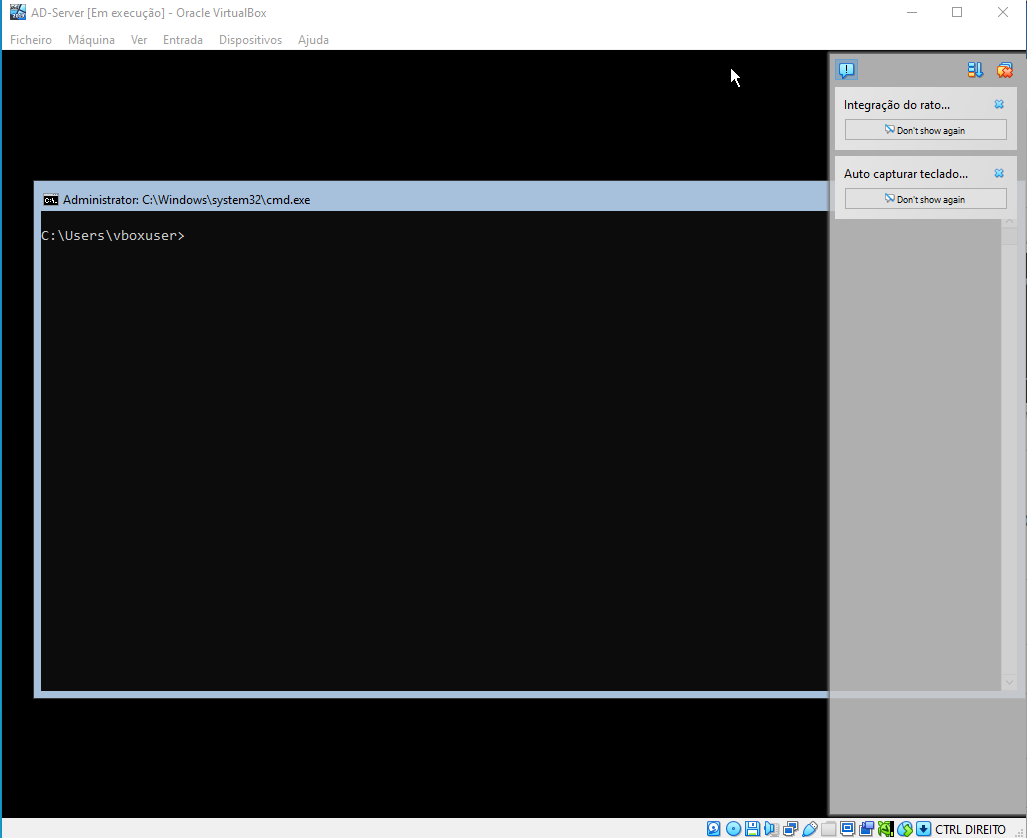 AD-Server [Em execução] - Oracle VirtualBox
Ficheiro Máquina Ver Entrada Dispositivos Ajuda
Integração do rato...
Don't show again
Auto capturar teclado...
Don't show again
Administrator: C:\Windows\system32\cmd.exe
C:\Users\vboxuser>
CTRL DIREITO